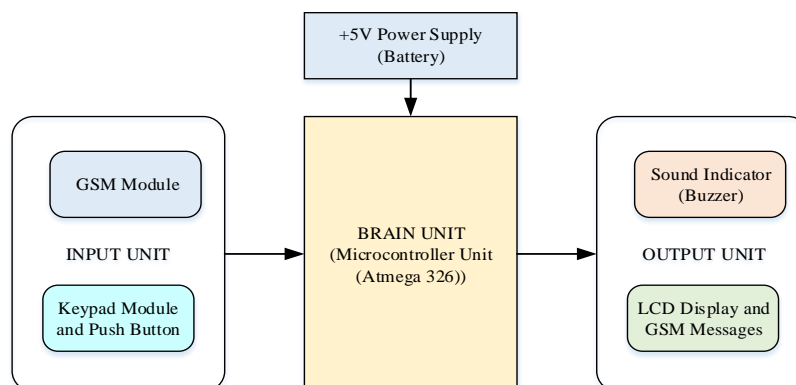 +5V Power Supply
(Battery)
GSM Module
INPUT UNIT
Keypad Module
and Push Button
BRAIN UNIT
(Microcontroller Unit
(Atmega 326))
Sound Indicator
(Buzzer)
OUTPUT UNIT
LCD Display and
GSM Messages